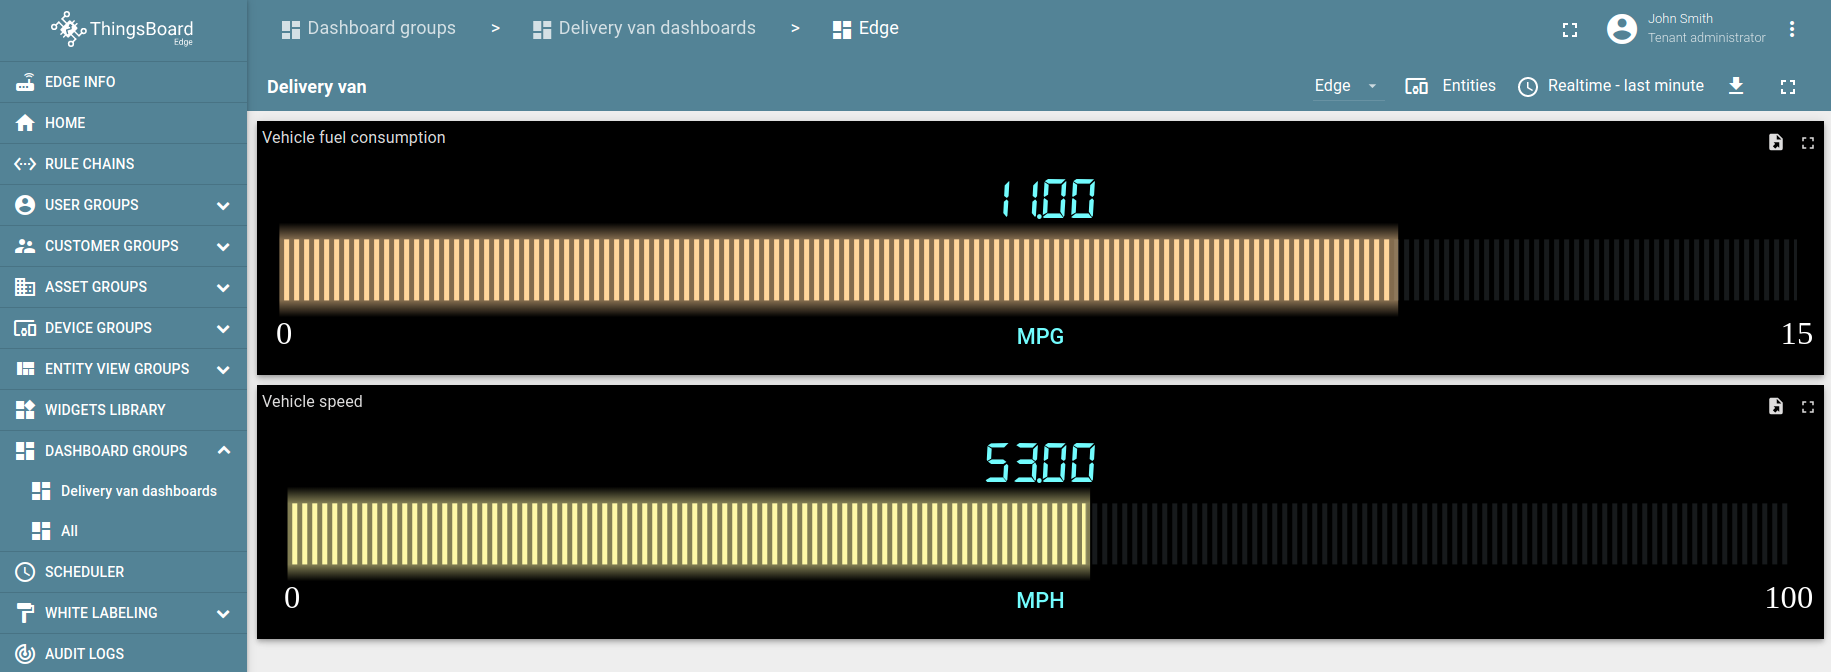 ThingsBoard
Edge
EDGE INFO
HOME
RULE CHAINS
USER GROUPS
CUSTOMER GROUPS
ASSET GROUPS
DEVICE GROUPS
ENTITY VIEW GROUPS
WIDGETS LIBRARY
DASHBOARD GROUPS
Delivery van dashboards
All
SCHEDULER
WHITE LABELING
AUDIT LOGS
Dashboard groups > Delivery van dashboards > Edge
John Smith
Tenant administrator
Delivery van
Edge Entities Realtime - last minute
Vehicle fuel consumption
11.00
0 MPG 15
Vehicle speed
53.00
0 MPH 100